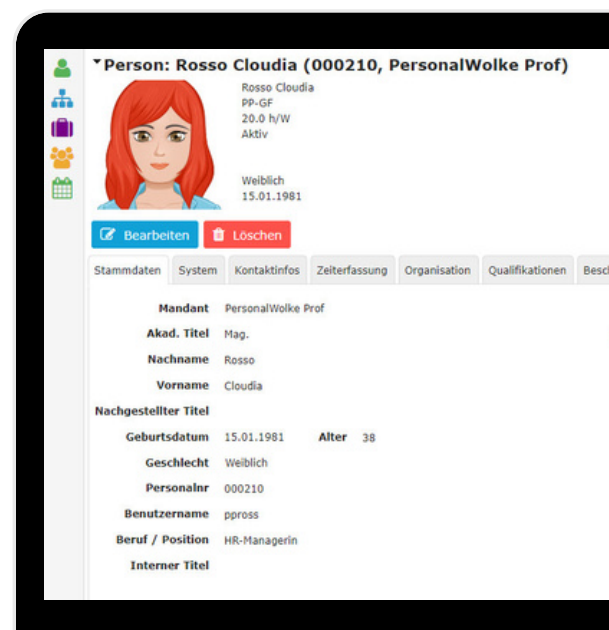 Person: Rosso Cloudia (000210, PersonalWolke Prof)
Rosso Cloudia
PP-GF
20.0 h/W
Aktiv
Weiblich
15.01.1981
Bearbeiten Löschen
Stammdaten System Kontaktinfos Zeiterfassung Organisation Qualifikationen
Mandant PersonalWolke Prof
Akad. Titel Mag.
Nachname Rosso
Vorname Cloudia
Nachgestellter Titel
Geburtsdatum 15.01.1981 Alter 38
Geschlecht Weiblich
Personalnr 000210
Benutzername ppross
Beruf / Position HR-Managerin
Interner Titel